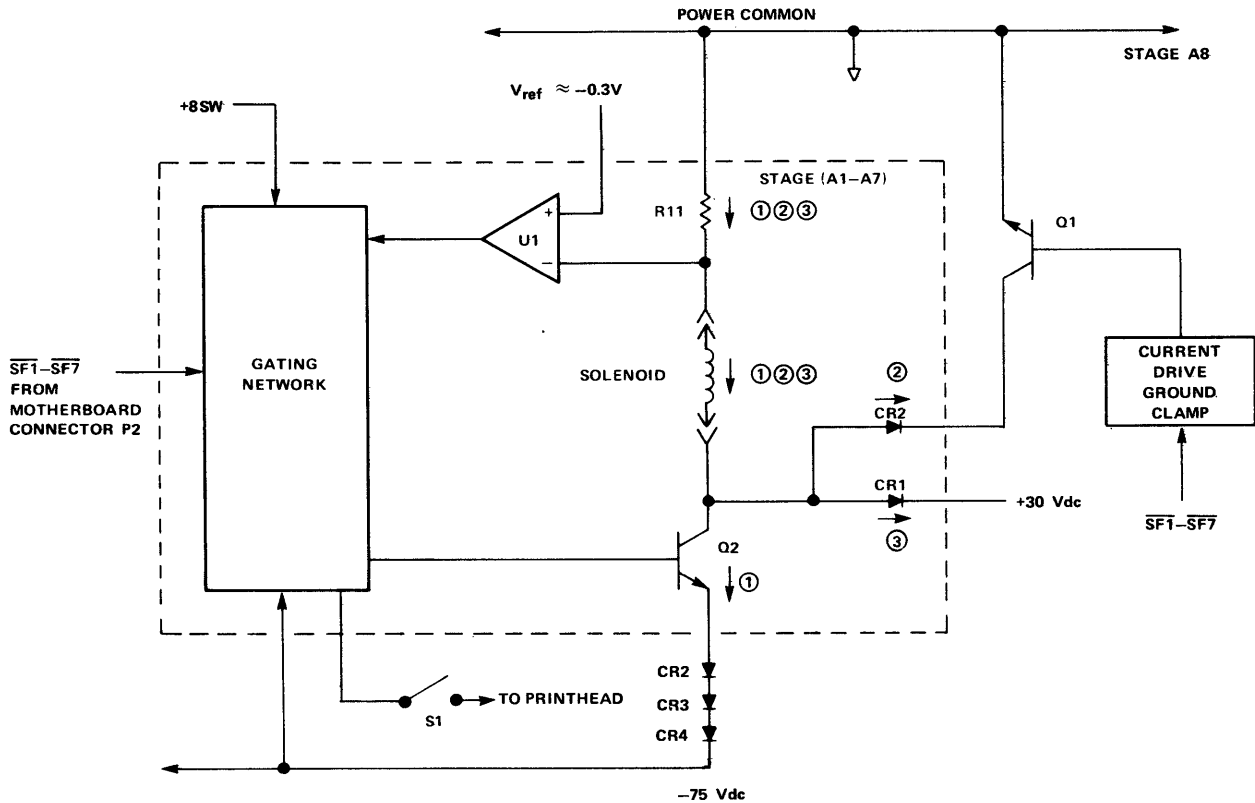 POWER COMMON
STAGE A8
Vref ≈ −0.3V
+8SW
STAGE (A1–A7)
R11
①②③
+
U1
−
Q1
GATING
NETWORK
SF1–SF7
FROM
MOTHERBOARD
CONNECTOR P2
SOLENOID
①②③
②
CR2
CURRENT
DRIVE
GROUND
CLAMP
CR1
+30 Vdc
③
SF1–SF7
Q2
①
CR2
CR3
CR4
S1
TO PRINTHEAD
−75 Vdc